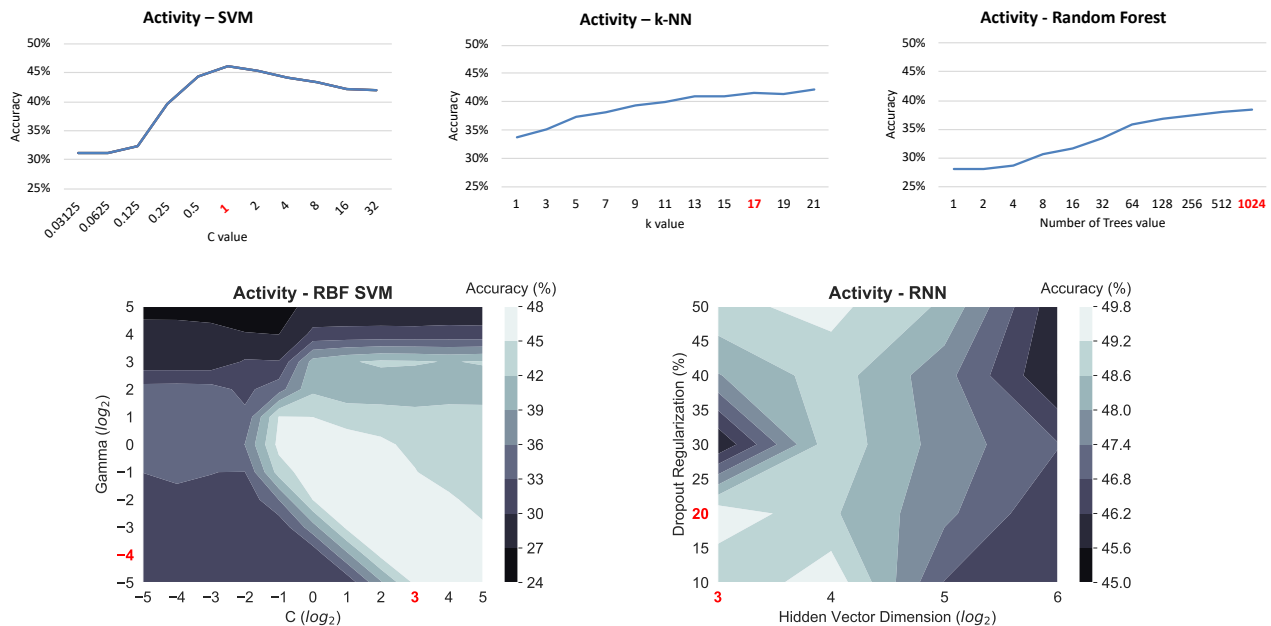 Activity – SVM
50%
45%
40%
35%
30%
25%
Accuracy
0.03125 0.0625 0.125 0.25 0.5 1 2 4 8 16 32
C value
Activity – k-NN
50%
45%
40%
35%
30%
25%
Accuracy
1 3 5 7 9 11 13 15 17 19 21
k value
Activity - Random Forest
50%
45%
40%
35%
30%
25%
Accuracy
1 2 4 8 16 32 64 128 256 512 1024
Number of Trees value
Activity - RBF SVM
Accuracy (%)
5
4
3
2
1
0
−1
−2
−3
−4
−5
Gamma (log2)
−5 −4 −3 −2 −1 0 1 2 3 4 5
C (log2)
48
45
42
39
36
33
30
27
24
Activity - RNN
Accuracy (%)
50
40
35
30
25
20
15
10
Dropout Regularization (%)
3 4 5 6
Hidden Vector Dimension (log2)
49.8
49.2
48.6
48.0
47.4
46.8
46.2
45.6
45.0